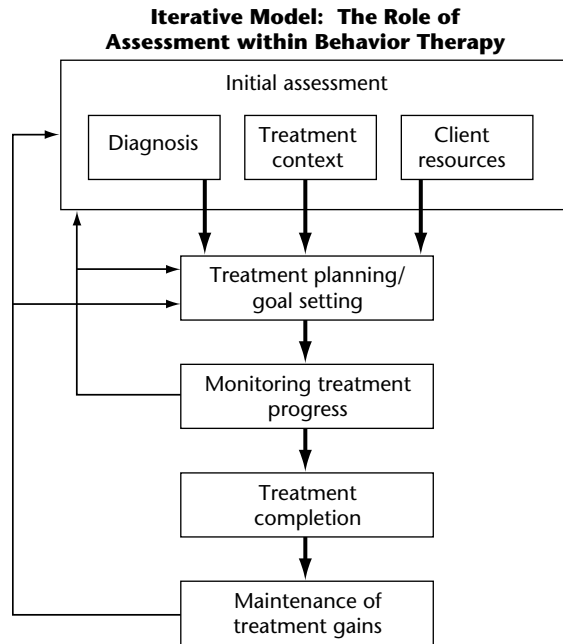 Iterative Model: The Role of
Assessment within Behavior Therapy
Initial assessment
Diagnosis
Treatment
context
Client
resources
Treatment planning/
goal setting
Monitoring treatment
progress
Treatment
completion
Maintenance of
treatment gains